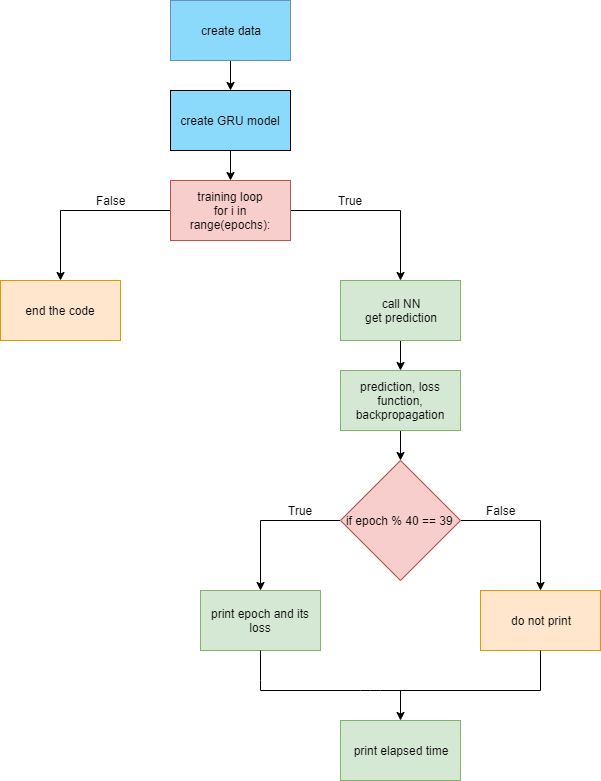 create data
create GRU model
training loop
for i in
range(epochs):
False
True
end the code
call NN
get prediction
prediction, loss
function,
backpropagation
if epoch % 40 == 39
True
False
print epoch and its
loss
do not print
print elapsed time